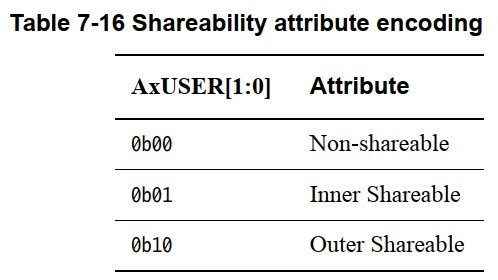 Table 7-16 Shareability attribute encoding
AxUSER[1:0] Attribute
0b00 Non-shareable
0b01 Inner Shareable
0b10 Outer Shareable